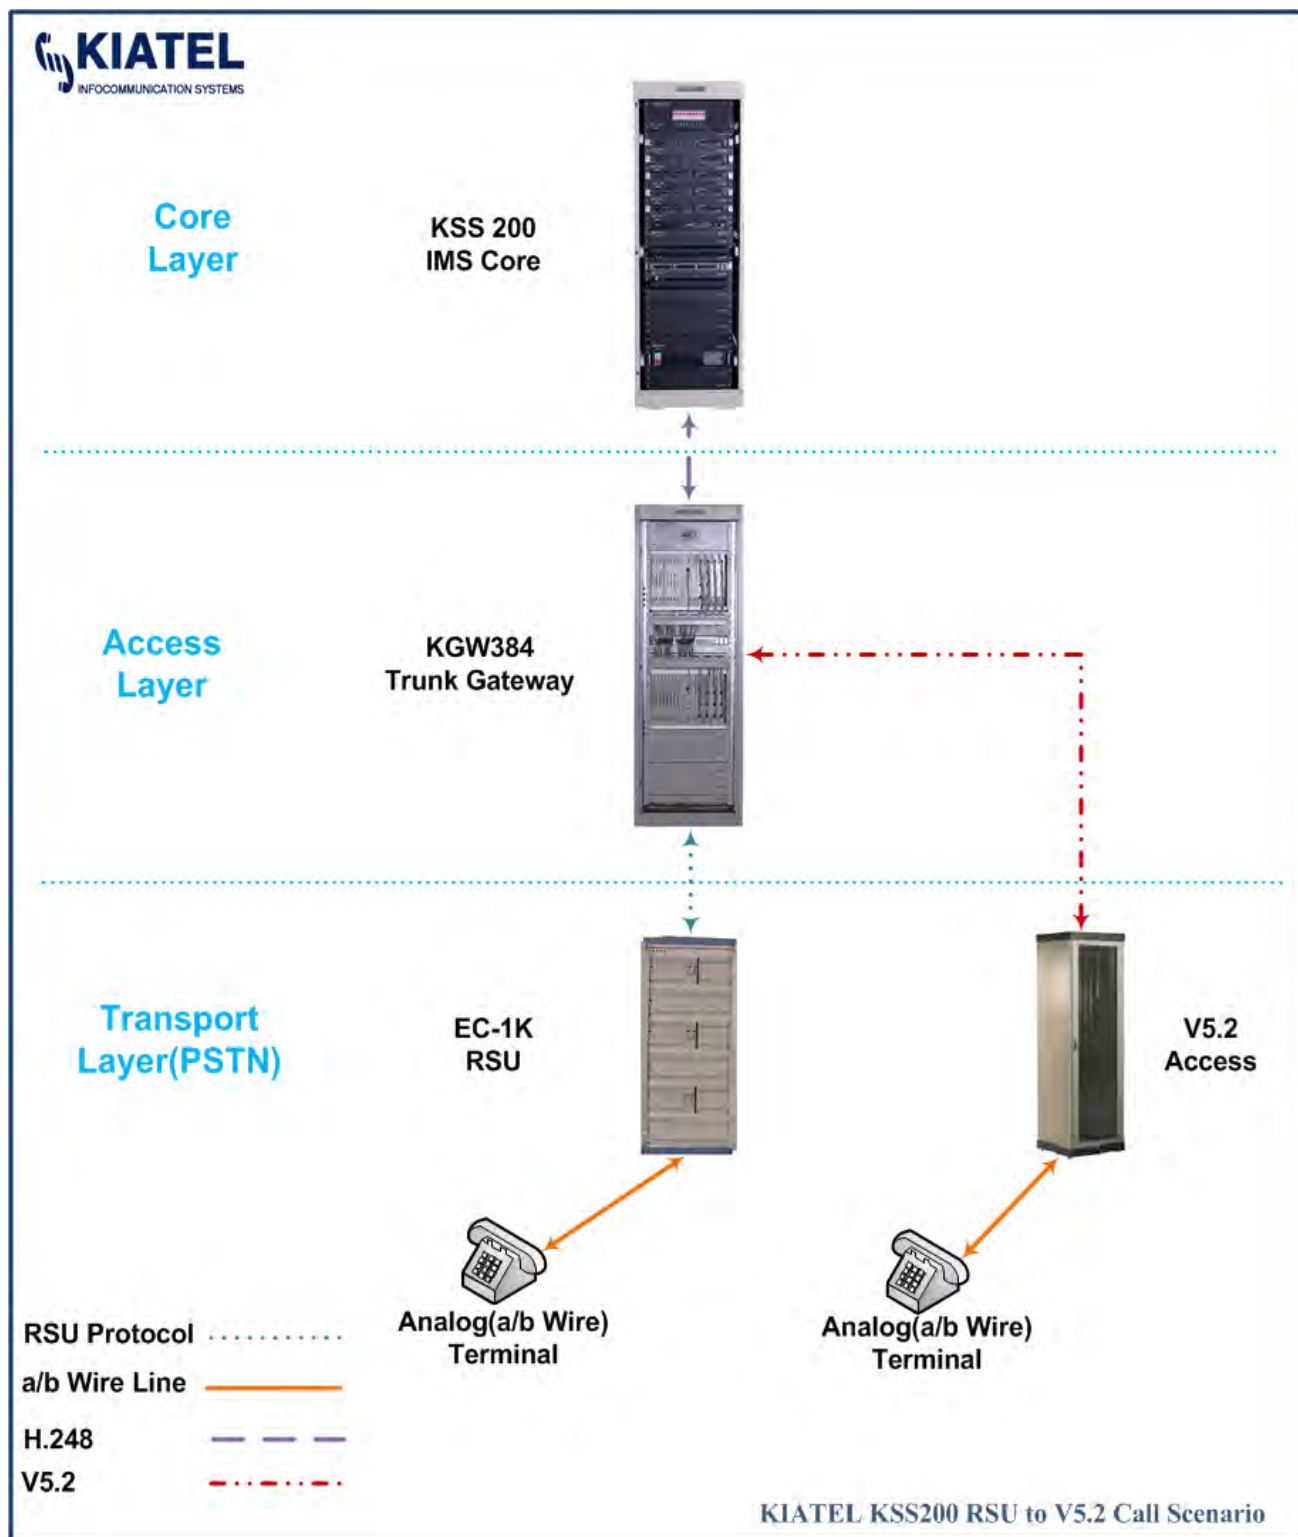 KIATEL
INFOCOMMUNICATION SYSTEMS
Core
Layer
KSS 200
IMS Core
Access
Layer
KGW384
Trunk Gateway
Transport
Layer(PSTN)
EC-1K
RSU
V5.2
Access
Analog(a/b Wire)
Terminal
Analog(a/b Wire)
Terminal
RSU Protocol
a/b Wire Line
H.248
V5.2
KIATEL KSS200 RSU to V5.2 Call Scenario